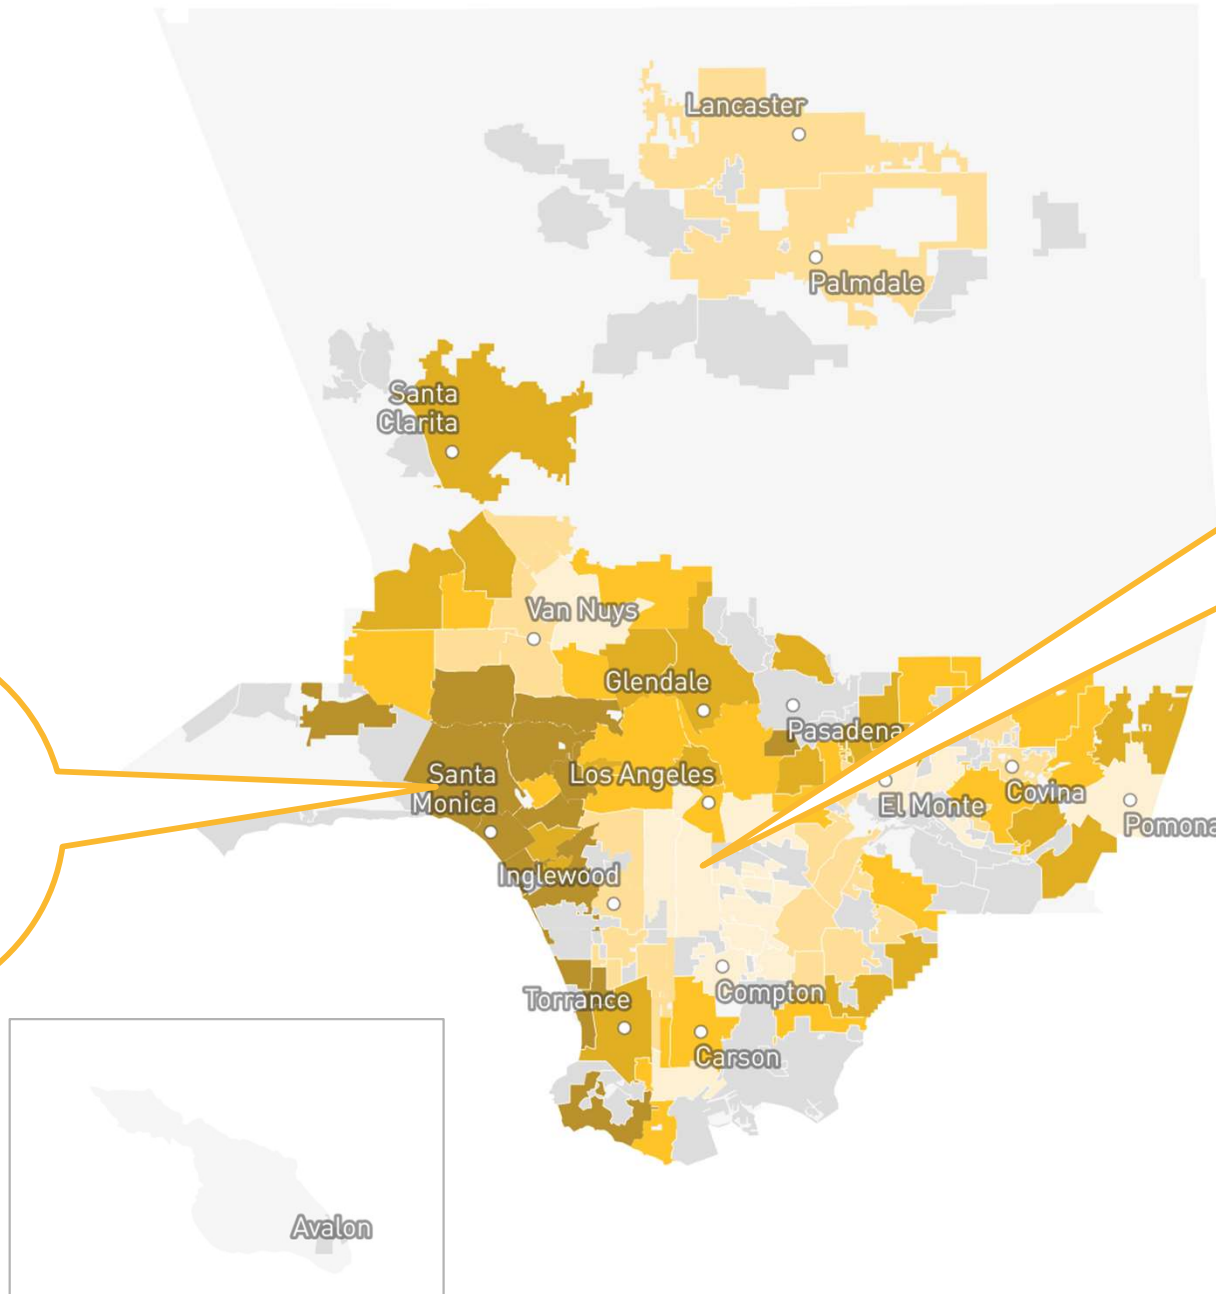 Lancaster
Palmdale
Santa
Clarita
Van Nuys
Glendale
Pasadena
Santa
Monica
Los Angeles
El Monte
Covina
Pomona
Inglewood
Compton
Torrance
Carson
Avalon